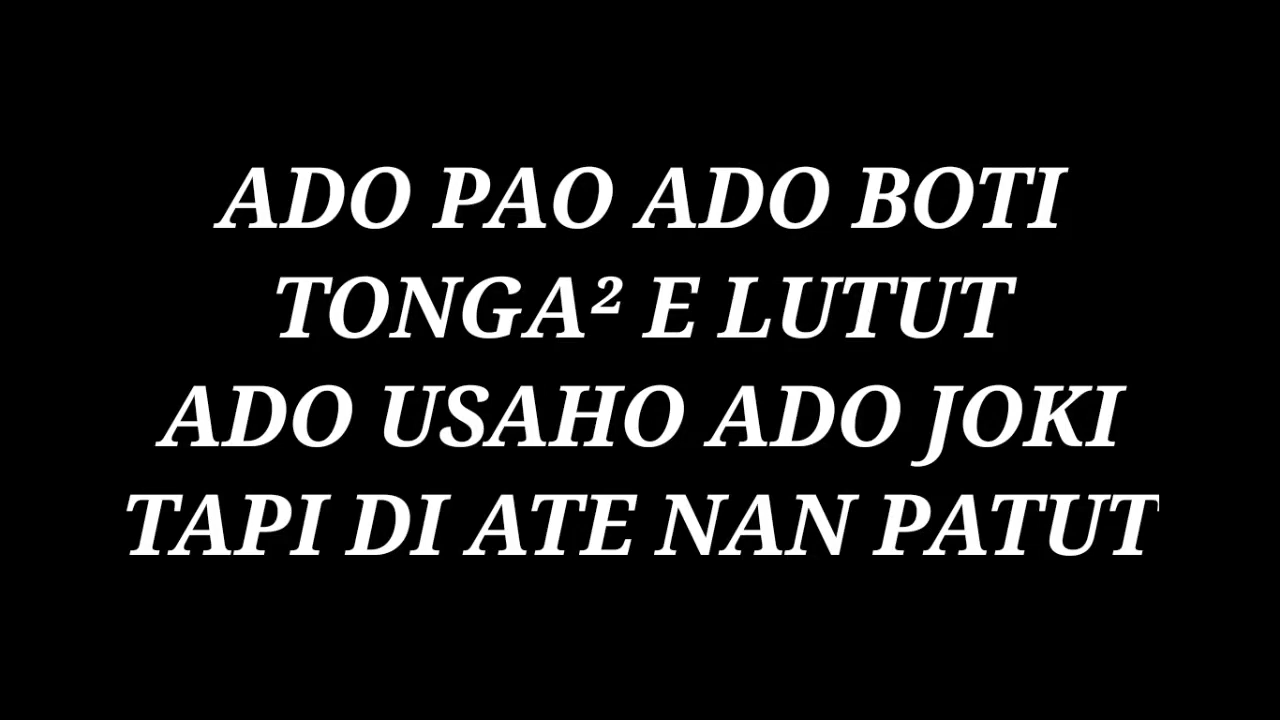 ADO PAO ADO BOTI
TONGA² E LUTUT
ADO USAHO ADO JOKI
TAPI DI ATE NAN PATUT